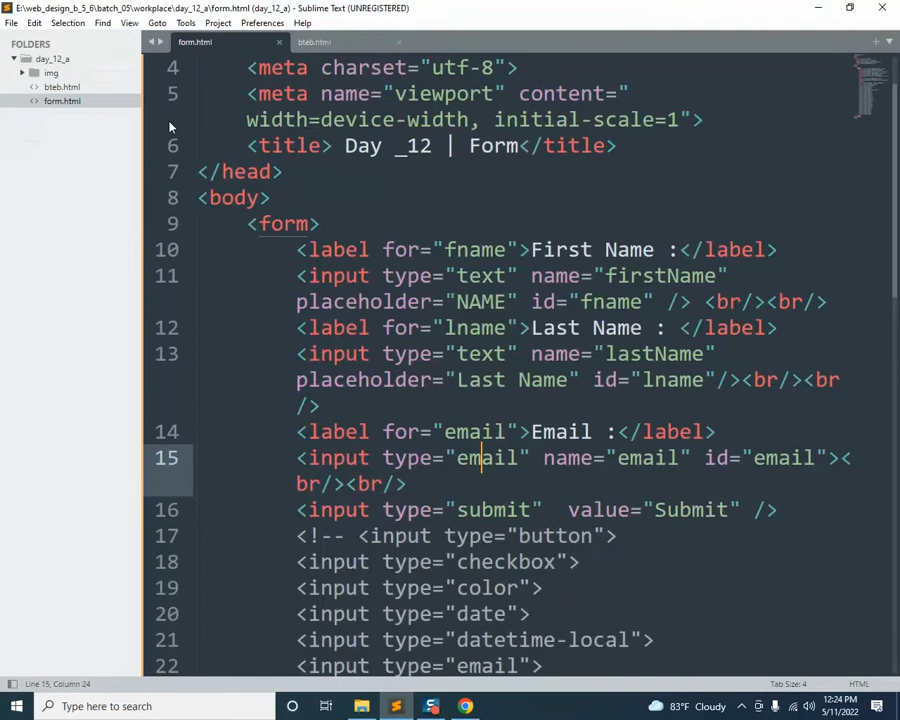 E:\web_design_b_5_6\batch_05\workplace\day_12_a\form.html (day_12_a) - Sublime Text (UNREGISTERED)
File Edit Selection Find View Goto Tools Project Preferences Help
FOLDERS
day_12_a
img
bteb.html
form.html
form.html bteb.html
4 <meta charset="utf-8">
5 <meta name="viewport" content="
width=device-width, initial-scale=1">
6 <title> Day _12 | Form</title>
7 </head>
8 <body>
9 <form>
10 <label for="fname">First Name :</label>
11 <input type="text" name="firstName"
placeholder="NAME" id="fname" /> <br/><br/>
12 <label for="lname">Last Name : </label>
13 <input type="text" name="lastName"
placeholder="Last Name" id="lname"/><br/><br
/>
14 <label for="email">Email :</label>
15 <input type="email" name="email" id="email"><
br/><br/>
16 <input type="submit"  value="Submit" />
17 <!-- <input type="button">
18 <input type="checkbox">
19 <input type="color">
20 <input type="date">
21 <input type="datetime-local">
22 <input type="email">
Line 15, Column 24 Tab Size: 4 HTML
Type here to search 83°F Cloudy 12:24 PM
5/11/2022